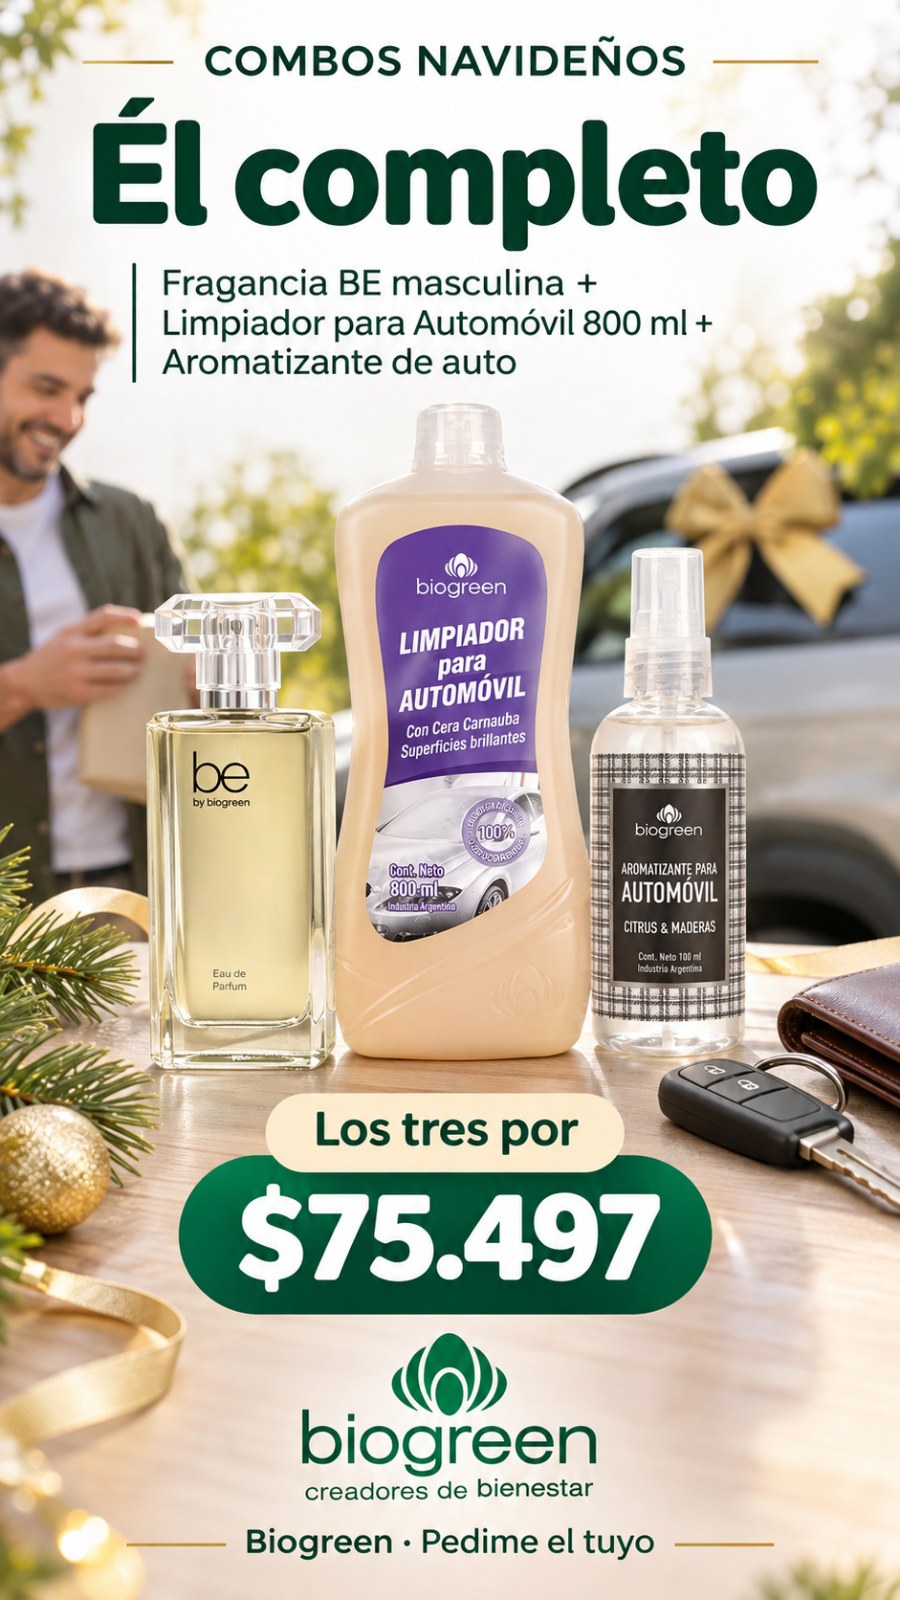 COMBOS NAVIDEÑOS
Él completo
Fragancia BE masculina +
Limpiador para Automóvil 800 ml +
Aromatizante de auto
be
by biogreen
Eau de
Parfum
biogreen
LIMPIADOR
para
AUTOMÓVIL
Con Cera Carnauba
Superficies brillantes
100%
Cont. Neto
800 ml
Industria Argentina
biogreen
AROMATIZANTE PARA
AUTOMÓVIL
CITRUS & MADERAS
Cont. Neto 100 ml
Industria Argentina
Los tres por
$75.497
biogreen
creadores de bienestar
Biogreen · Pedime el tuyo